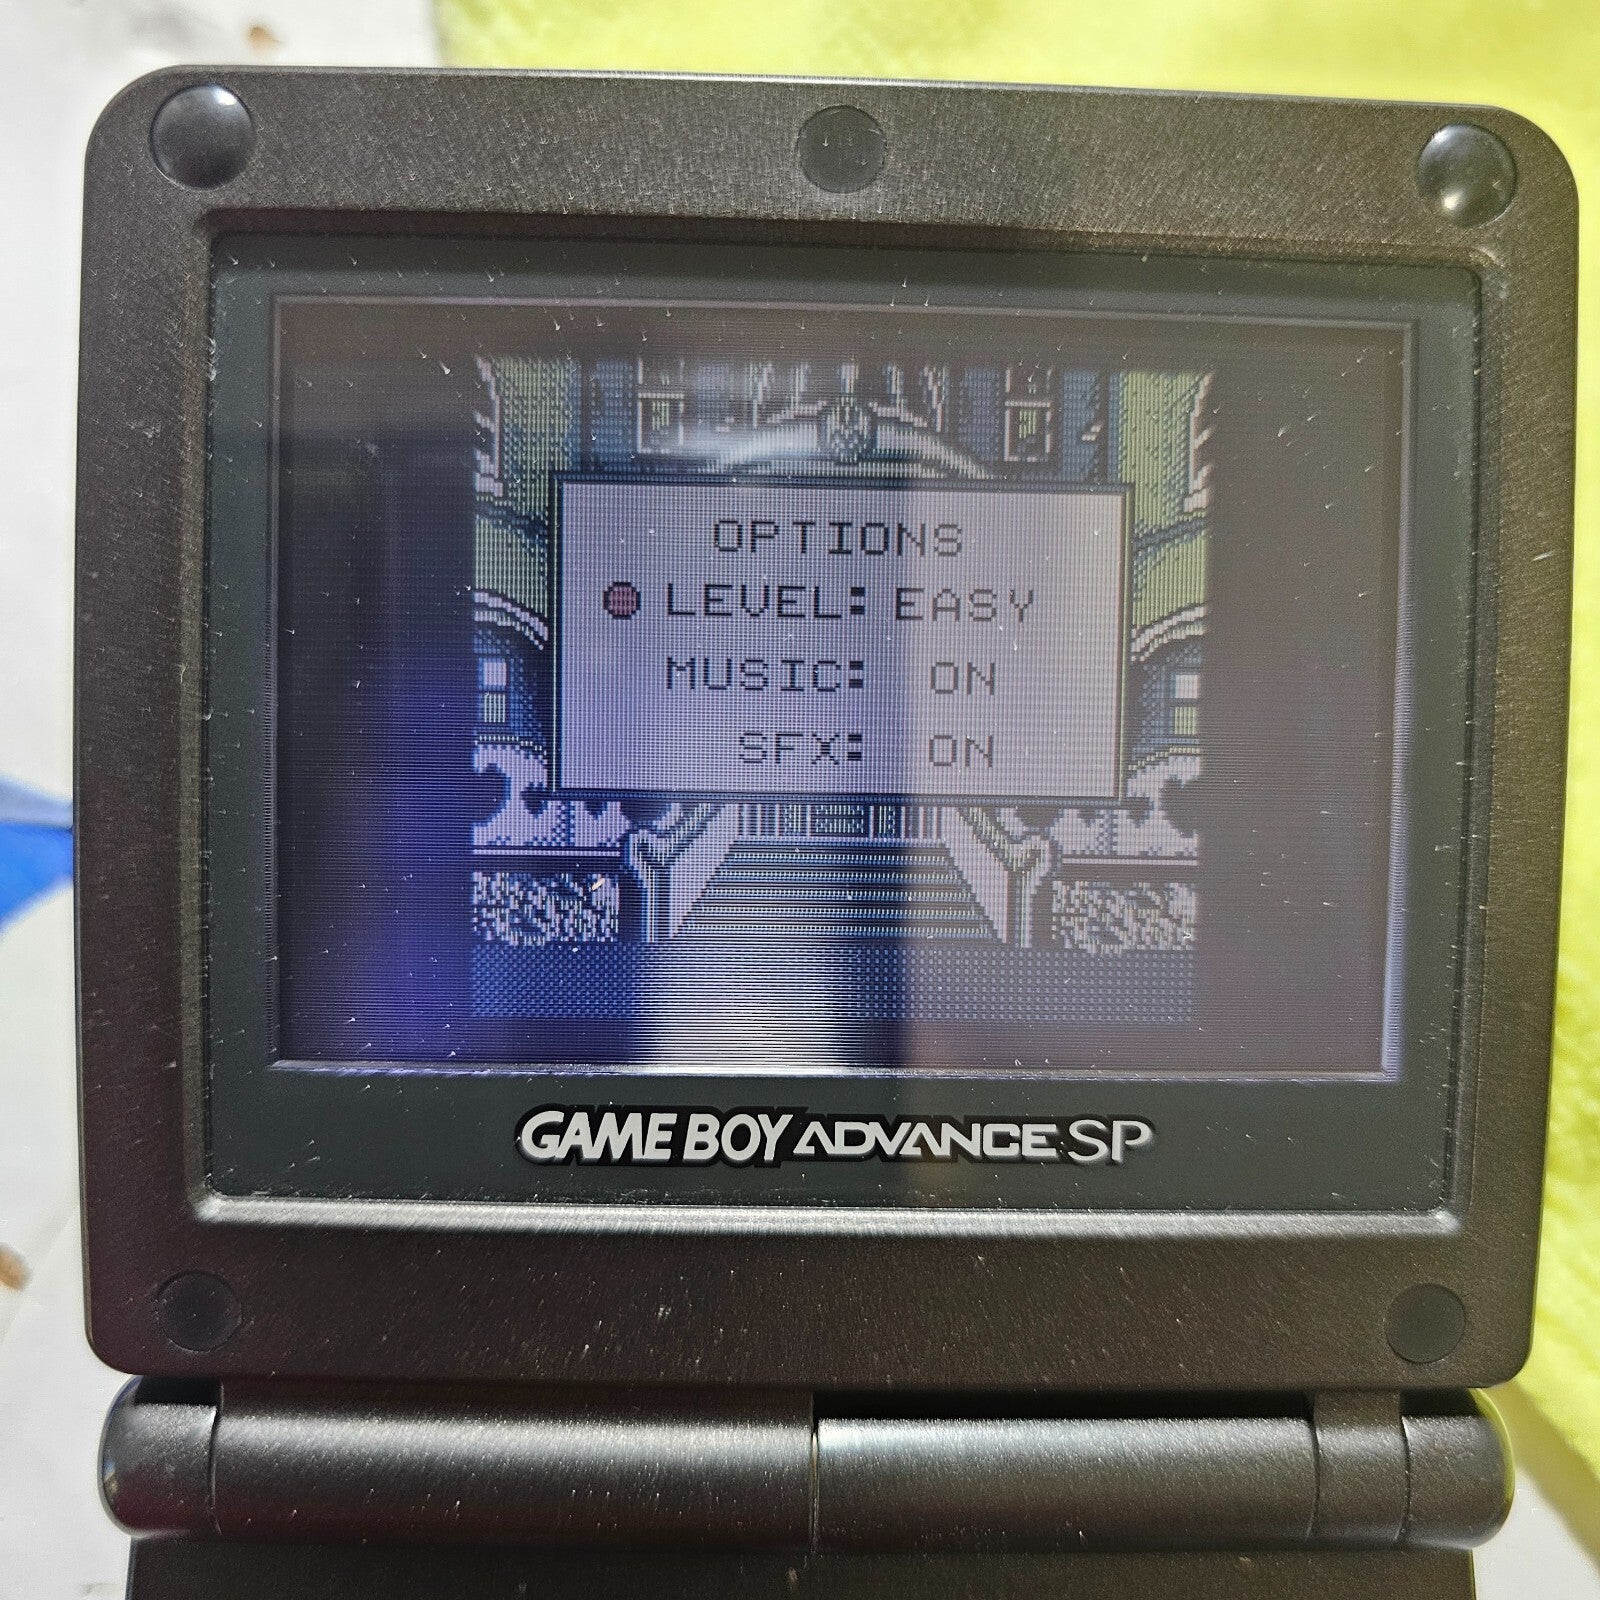 OPTIONS
LEVEL: EASY
MUSIC: ON
SFX: ON
GAME BOY ADVANCE SP